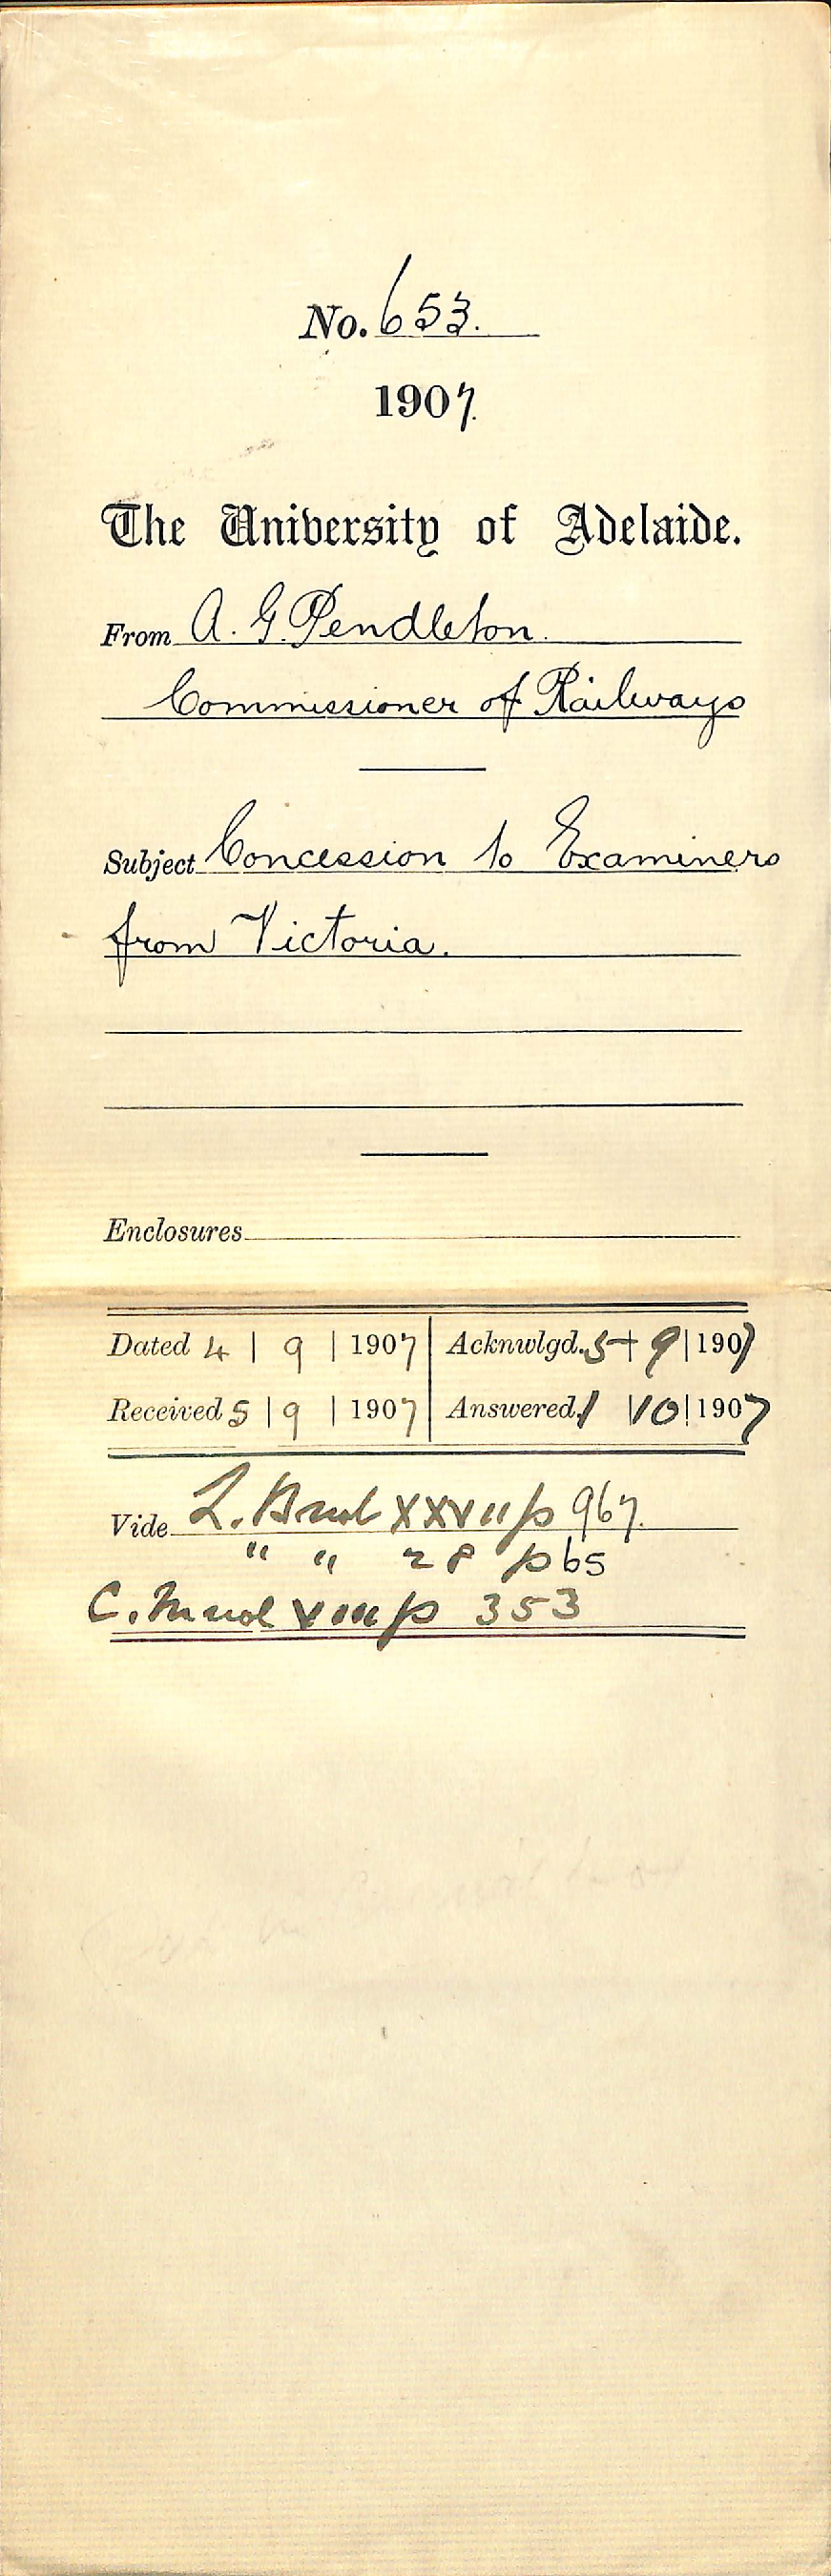 No. 653.
1907.
The University of Adelaide.
From A. G. Pendleton.
Commissioner of Railways
Subject Concession to Examiners
from Victoria.
Enclosures
Dated 4 | 9 | 1907 Acknwlgd. 5 | 9 | 1907
Received 5 | 9 | 1907 Answered. 1 | 10 | 1907
Vide L. B vol XXVII p 967.
" " 28 p 65
C. M vol VIII p 353